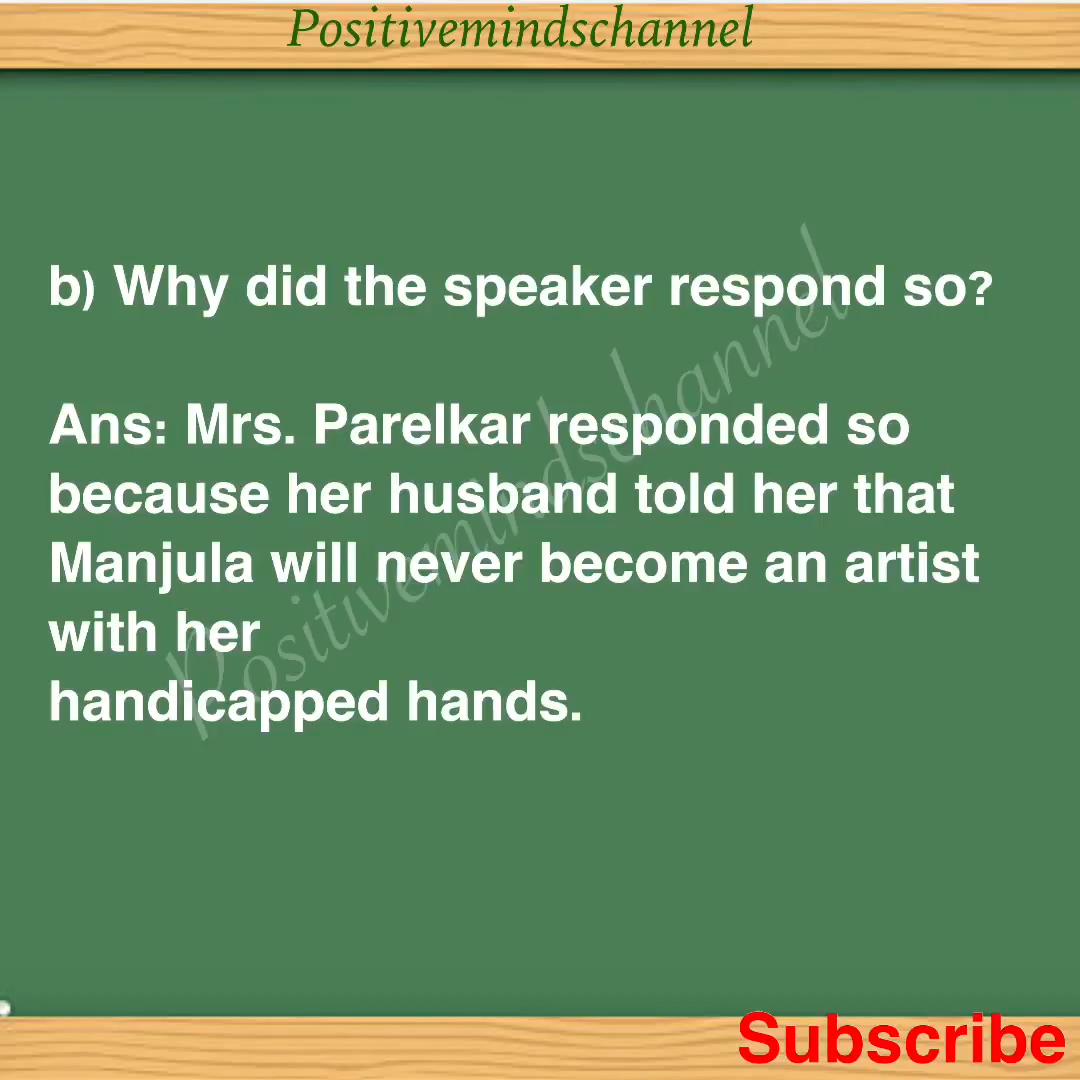 Positivemindschannel
b) Why did the speaker respond so?
Ans: Mrs. Parelkar responded so
because her husband told her that
Manjula will never become an artist
with her
handicapped hands.
Positivemindschannel
Subscribe